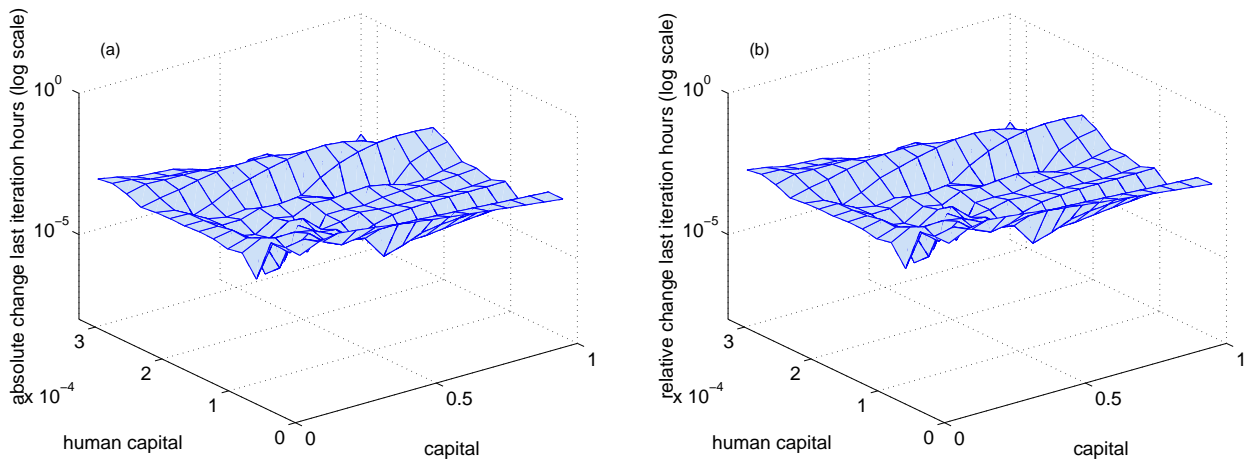 (a)
absolute change last iteration hours (log scale)
10^0
10^−5
3
2
1
0
x 10^−4
human capital
0
0.5
1
capital
(b)
relative change last iteration hours (log scale)
10^0
10^−5
3
2
1
0
x 10^−4
human capital
0
0.5
1
capital